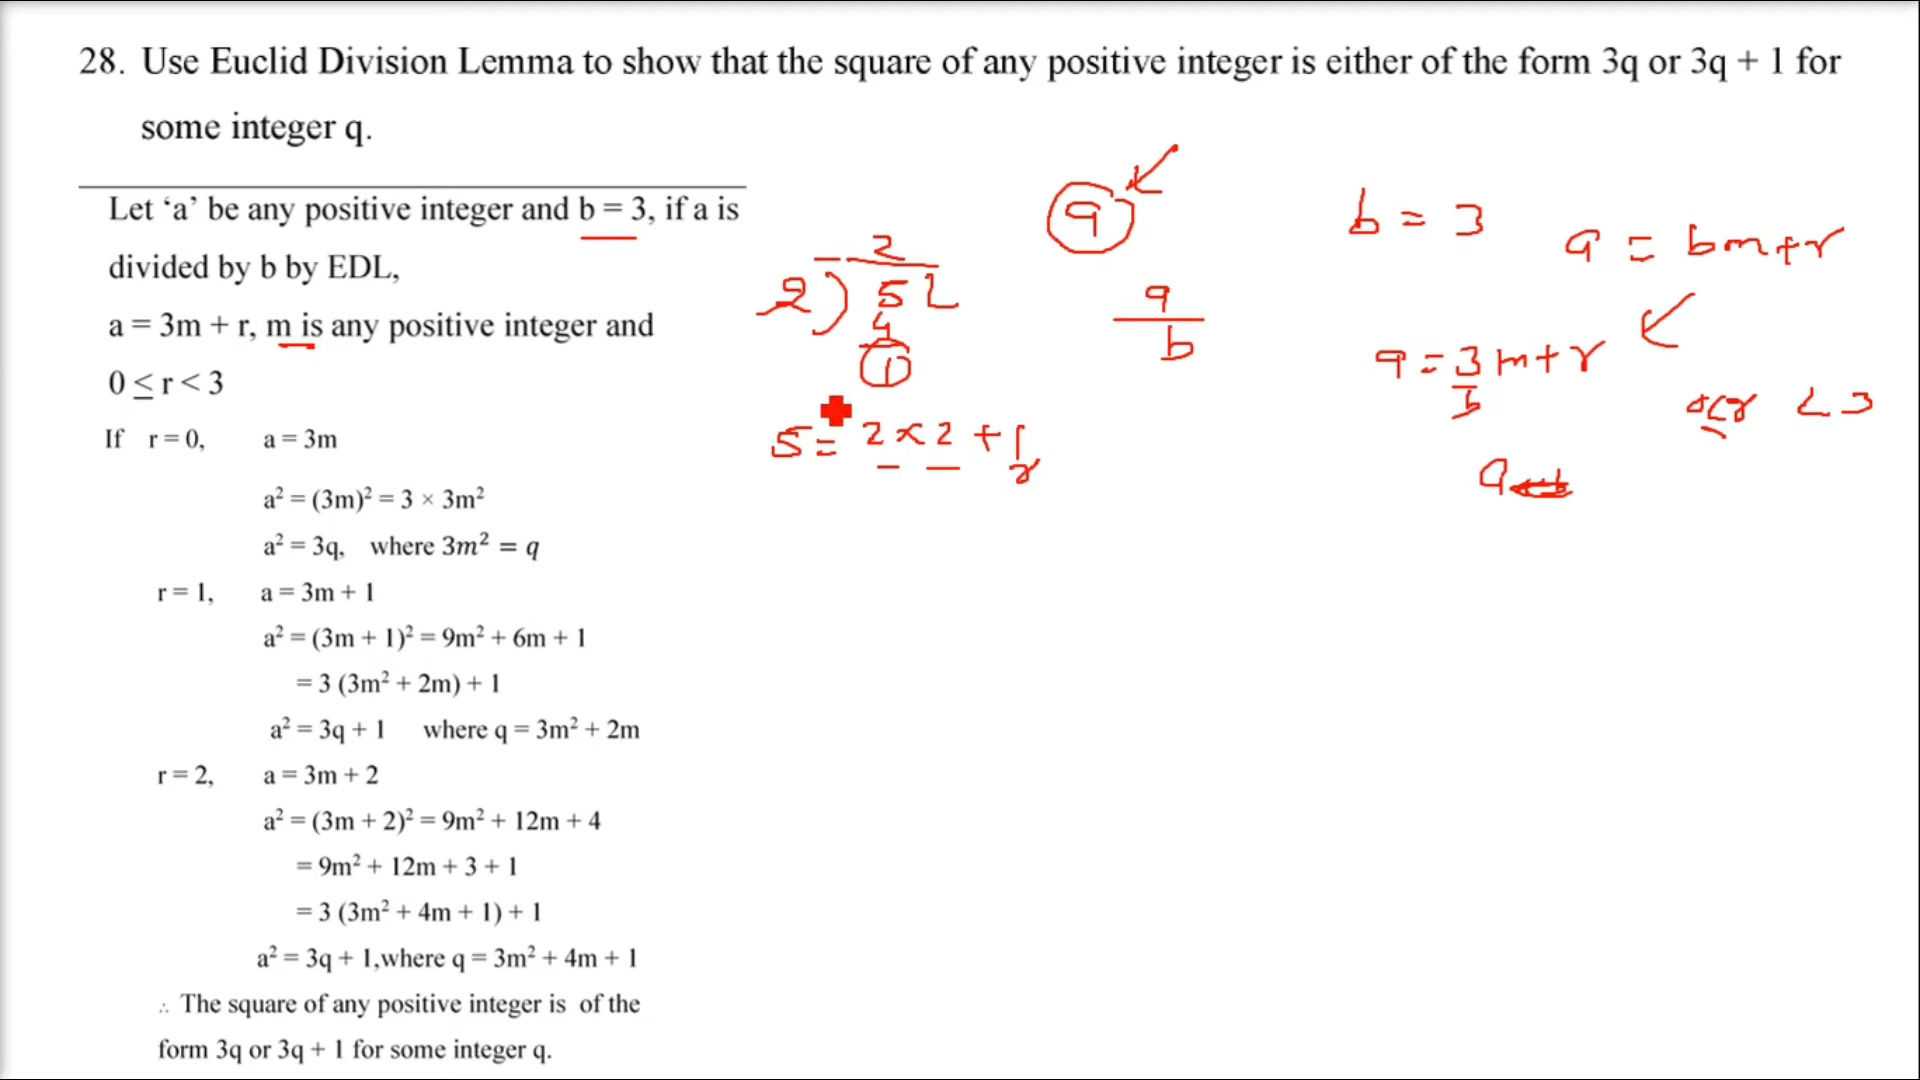 28. Use Euclid Division Lemma to show that the square of any positive integer is either of the form 3q or 3q + 1 for
some integer q.
Let ‘a’ be any positive integer and b = 3, if a is
divided by b by EDL,
a = 3m + r, m is any positive integer and
0 ≤ r < 3
If r = 0, a = 3m
a² = (3m)² = 3 × 3m²
a² = 3q, where 3m² = q
r = 1, a = 3m + 1
a² = (3m + 1)² = 9m² + 6m + 1
= 3 (3m² + 2m) + 1
a² = 3q + 1 where q = 3m² + 2m
r = 2, a = 3m + 2
a² = (3m + 2)² = 9m² + 12m + 4
= 9m² + 12m + 3 + 1
= 3 (3m² + 4m + 1) + 1
a² = 3q + 1,where q = 3m² + 4m + 1
∴ The square of any positive integer is of the
form 3q or 3q + 1 for some integer q.
2
2 ) 5
4
1
5 = 2 × 2 + 1
r
a
a
b
b = 3
a = bm + r
a = 3m + r
b
0 ≤ r < 3
a